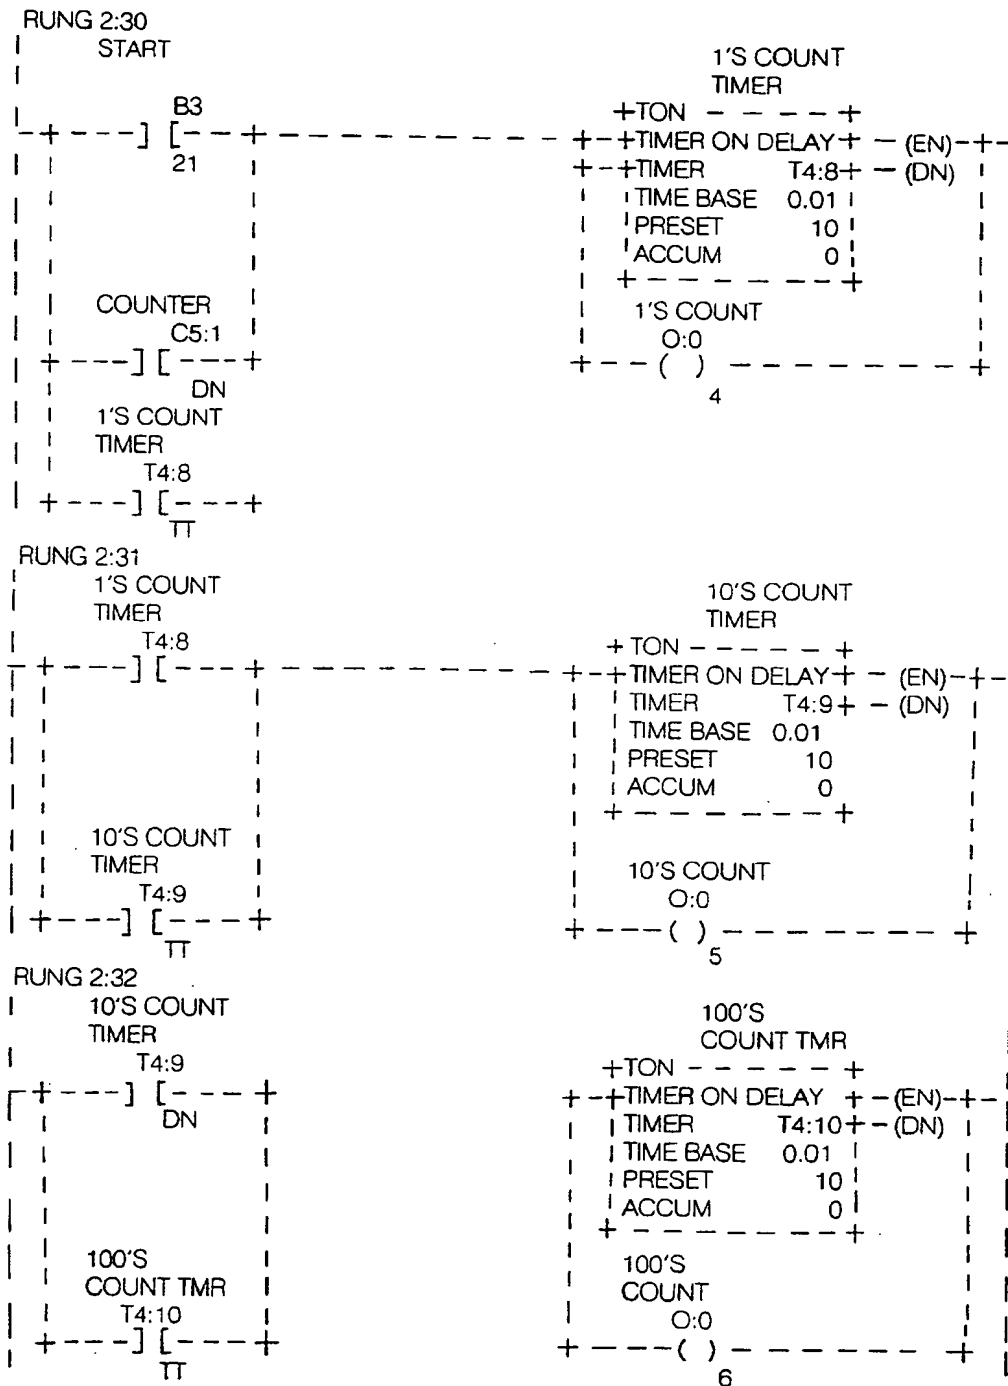 RUNG 2:30
START
B3
] [
21
COUNTER
C5:1
] [
DN
1'S COUNT
TIMER
T4:8
] [
TT
1'S COUNT
TIMER
TON
TIMER ON DELAY (EN)
TIMER T4:8 (DN)
TIME BASE 0.01
PRESET 10
ACCUM 0
1'S COUNT
O:0
( )
4
RUNG 2:31
1'S COUNT
TIMER
T4:8
] [
10'S COUNT
TIMER
T4:9
] [
TT
10'S COUNT
TIMER
TON
TIMER ON DELAY (EN)
TIMER T4:9 (DN)
TIME BASE 0.01
PRESET 10
ACCUM 0
10'S COUNT
O:0
( )
5
RUNG 2:32
10'S COUNT
TIMER
T4:9
] [
DN
100'S
COUNT TMR
T4:10
] [
TT
100'S
COUNT TMR
TON
TIMER ON DELAY (EN)
TIMER T4:10 (DN)
TIME BASE 0.01
PRESET 10
ACCUM 0
100'S
COUNT
O:0
( )
6